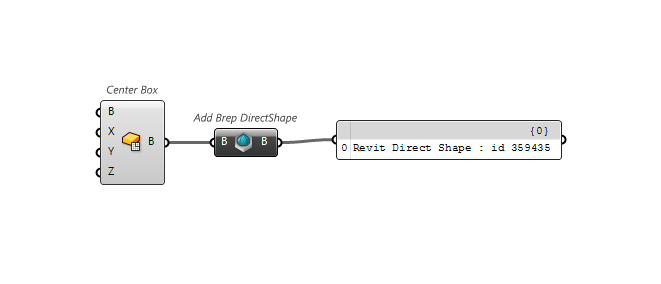 Center Box
B
X
Y
Z
B
Add Brep DirectShape
B B
{0}
0 Revit Direct Shape : id 359435